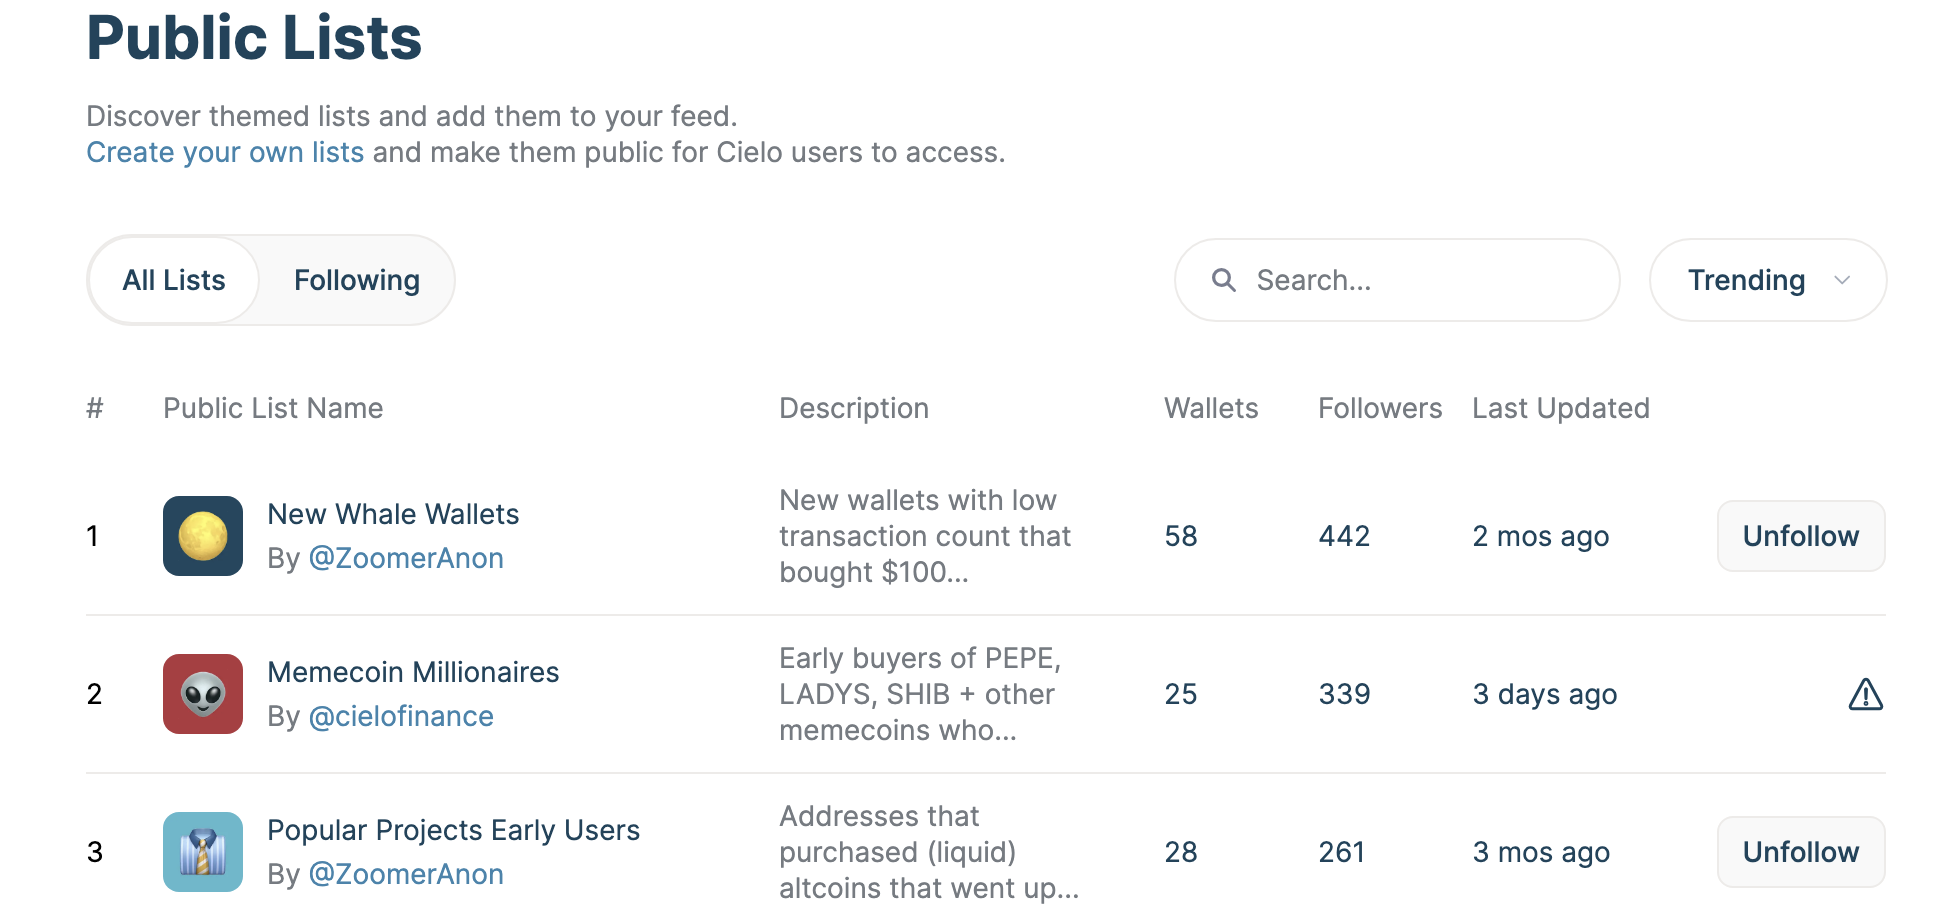 Public Lists
Discover themed lists and add them to your feed.
Create your own lists and make them public for Cielo users to access.
All Lists Following Search... Trending
# Public List Name Description Wallets Followers Last Updated
1 New Whale Wallets
By @ZoomerAnon
New wallets with low
transaction count that
bought $100...
58 442 2 mos ago Unfollow
2 Memecoin Millionaires
By @cielofinance
Early buyers of PEPE,
LADYS, SHIB + other
memecoins who...
25 339 3 days ago
3 Popular Projects Early Users
By @ZoomerAnon
Addresses that
purchased (liquid)
altcoins that went up...
28 261 3 mos ago Unfollow